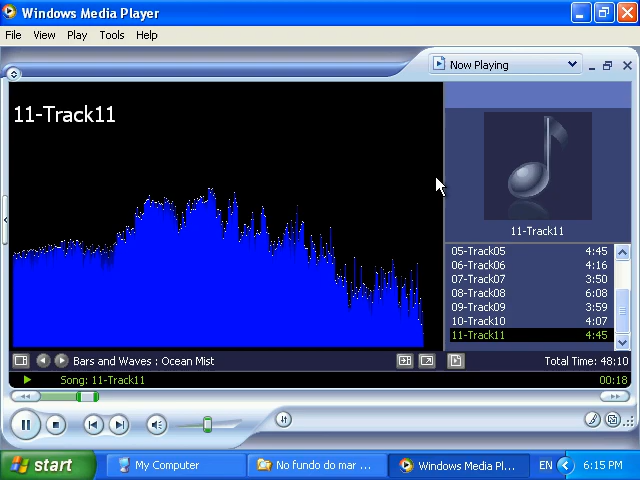 Windows Media Player
File View Play Tools Help
Now Playing
11-Track11
11-Track11
05-Track05 4:45
06-Track06 4:16
07-Track07 3:50
08-Track08 6:08
09-Track09 3:59
10-Track10 4:07
11-Track11 4:45
Bars and Waves : Ocean Mist
Total Time: 48:10
Song: 11-Track11 00:18
start My Computer No fundo do mar ... Windows Media Pl... EN 6:15 PM